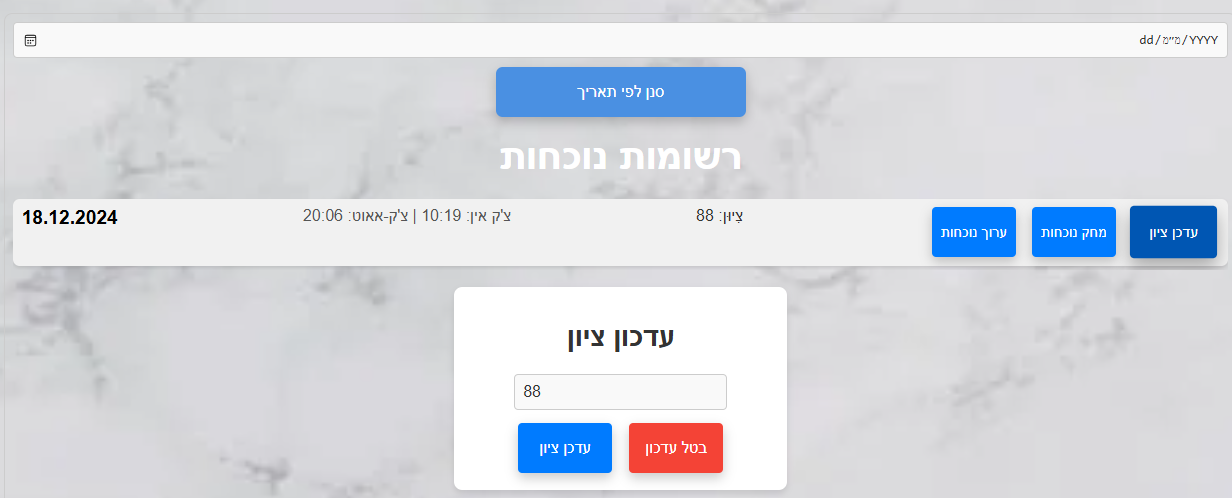 YYYY/מ״מ/dd
סנן לפי תאריך
רשומות נוכחות
עדכן ציון
מחק נוכחות
ערוך נוכחות
צִיוּן: 88
צ'ק אין: 10:19 | צ'ק-אאוט: 20:06
18.12.2024
עדכון ציון
88
בטל עדכון
עדכן ציון